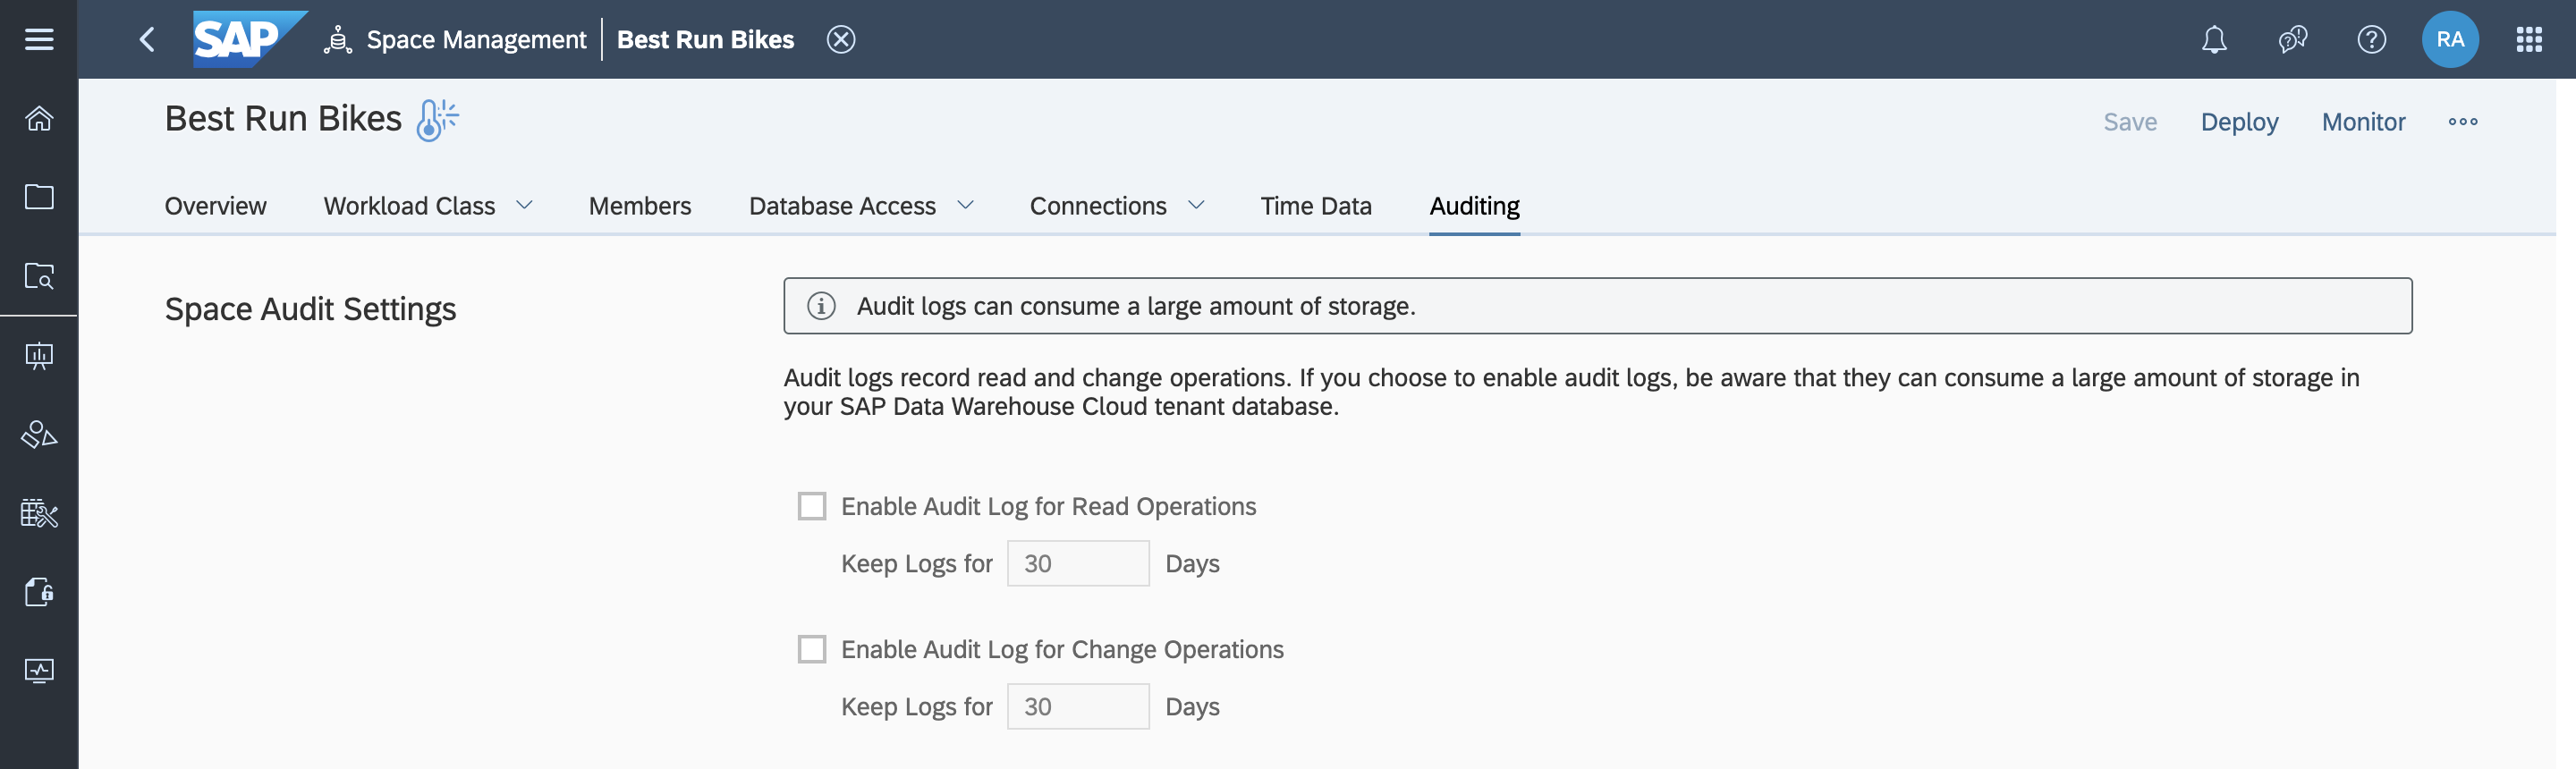 SAP Space Management Best Run Bikes RA
Best Run Bikes
Save Deploy Monitor
Overview Workload Class Members Database Access Connections Time Data Auditing
Space Audit Settings
Audit logs can consume a large amount of storage.
Audit logs record read and change operations. If you choose to enable audit logs, be aware that they can consume a large amount of storage in
your SAP Data Warehouse Cloud tenant database.
Enable Audit Log for Read Operations
Keep Logs for 30 Days
Enable Audit Log for Change Operations
Keep Logs for 30 Days